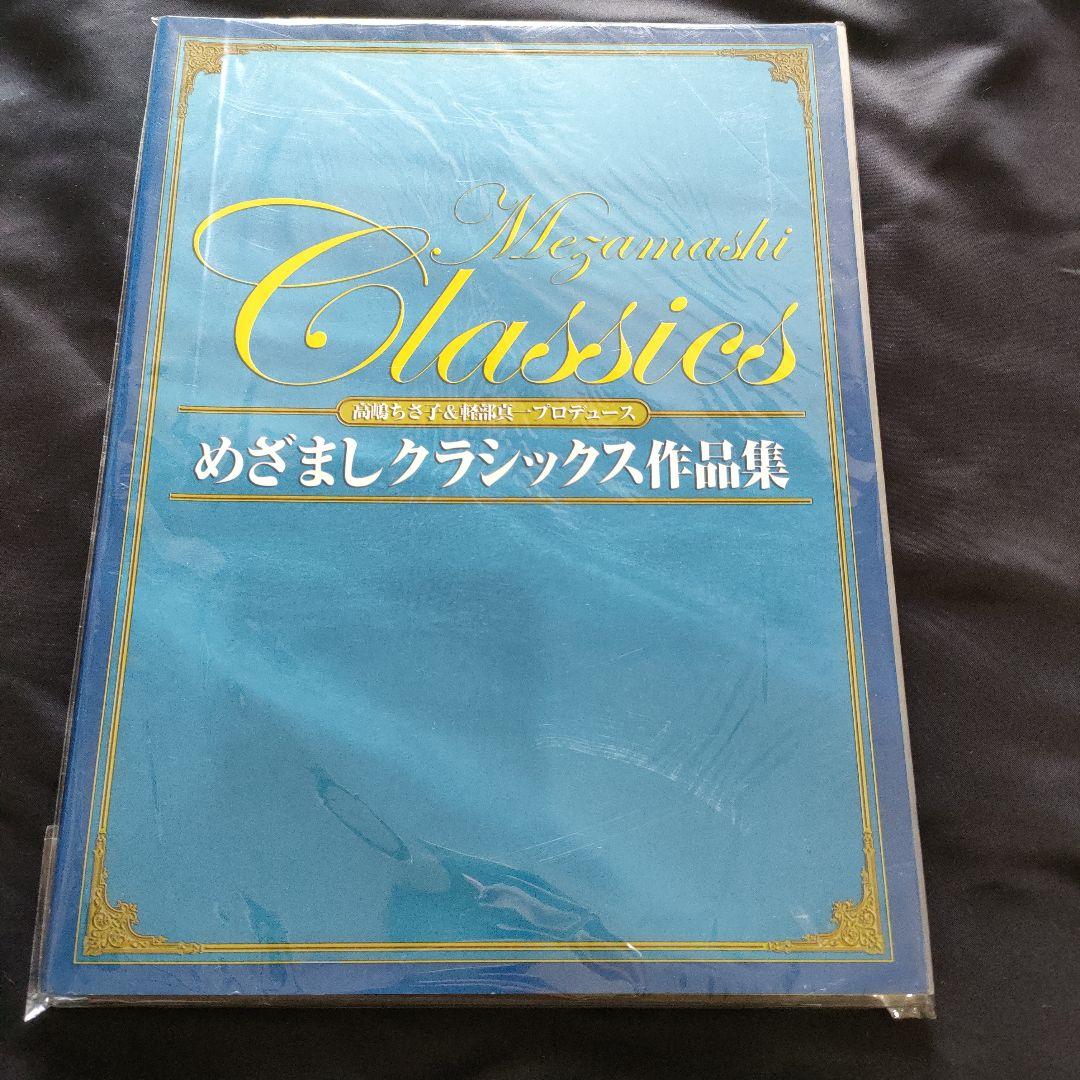 Mezamashi
Classics
高嶋ちさ子&軽部真一プロデュース
めざましクラシックス作品集